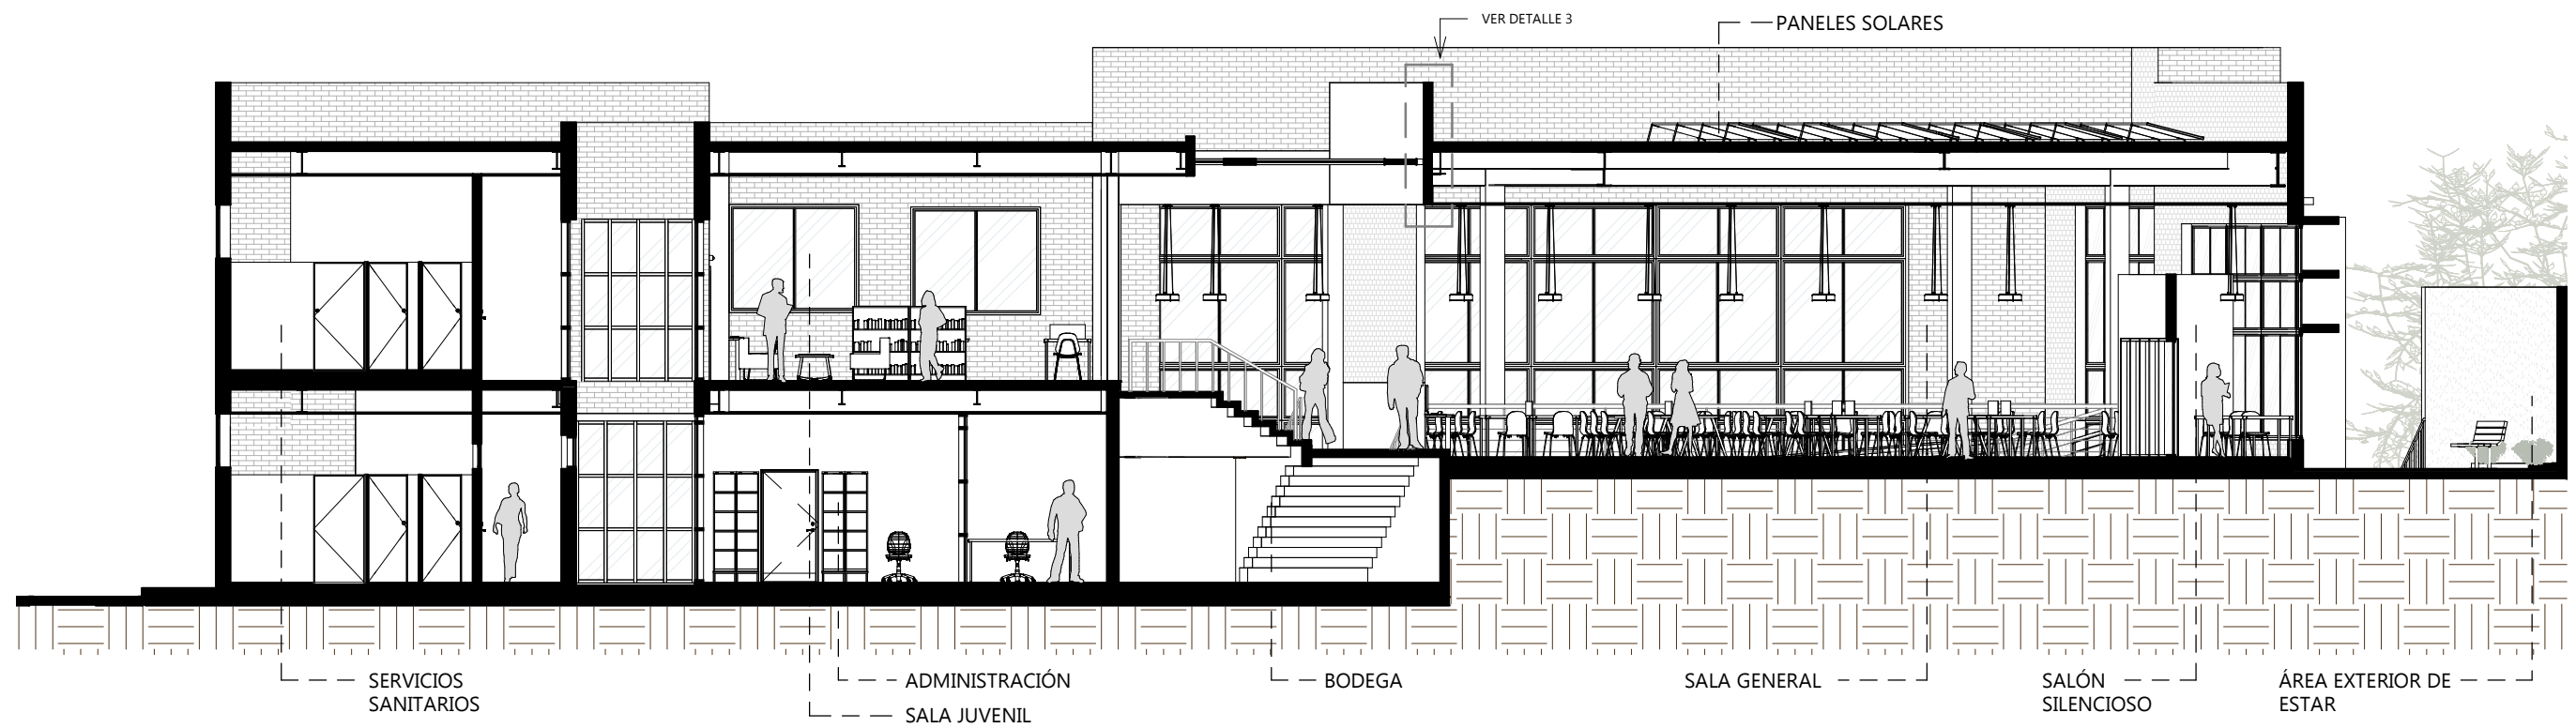 VER DETALLE 3
PANELES SOLARES
SERVICIOS
SANITARIOS
ADMINISTRACIÓN
SALA JUVENIL
BODEGA
SALA GENERAL
SALÓN
SILENCIOSO
ÁREA EXTERIOR DE
ESTAR